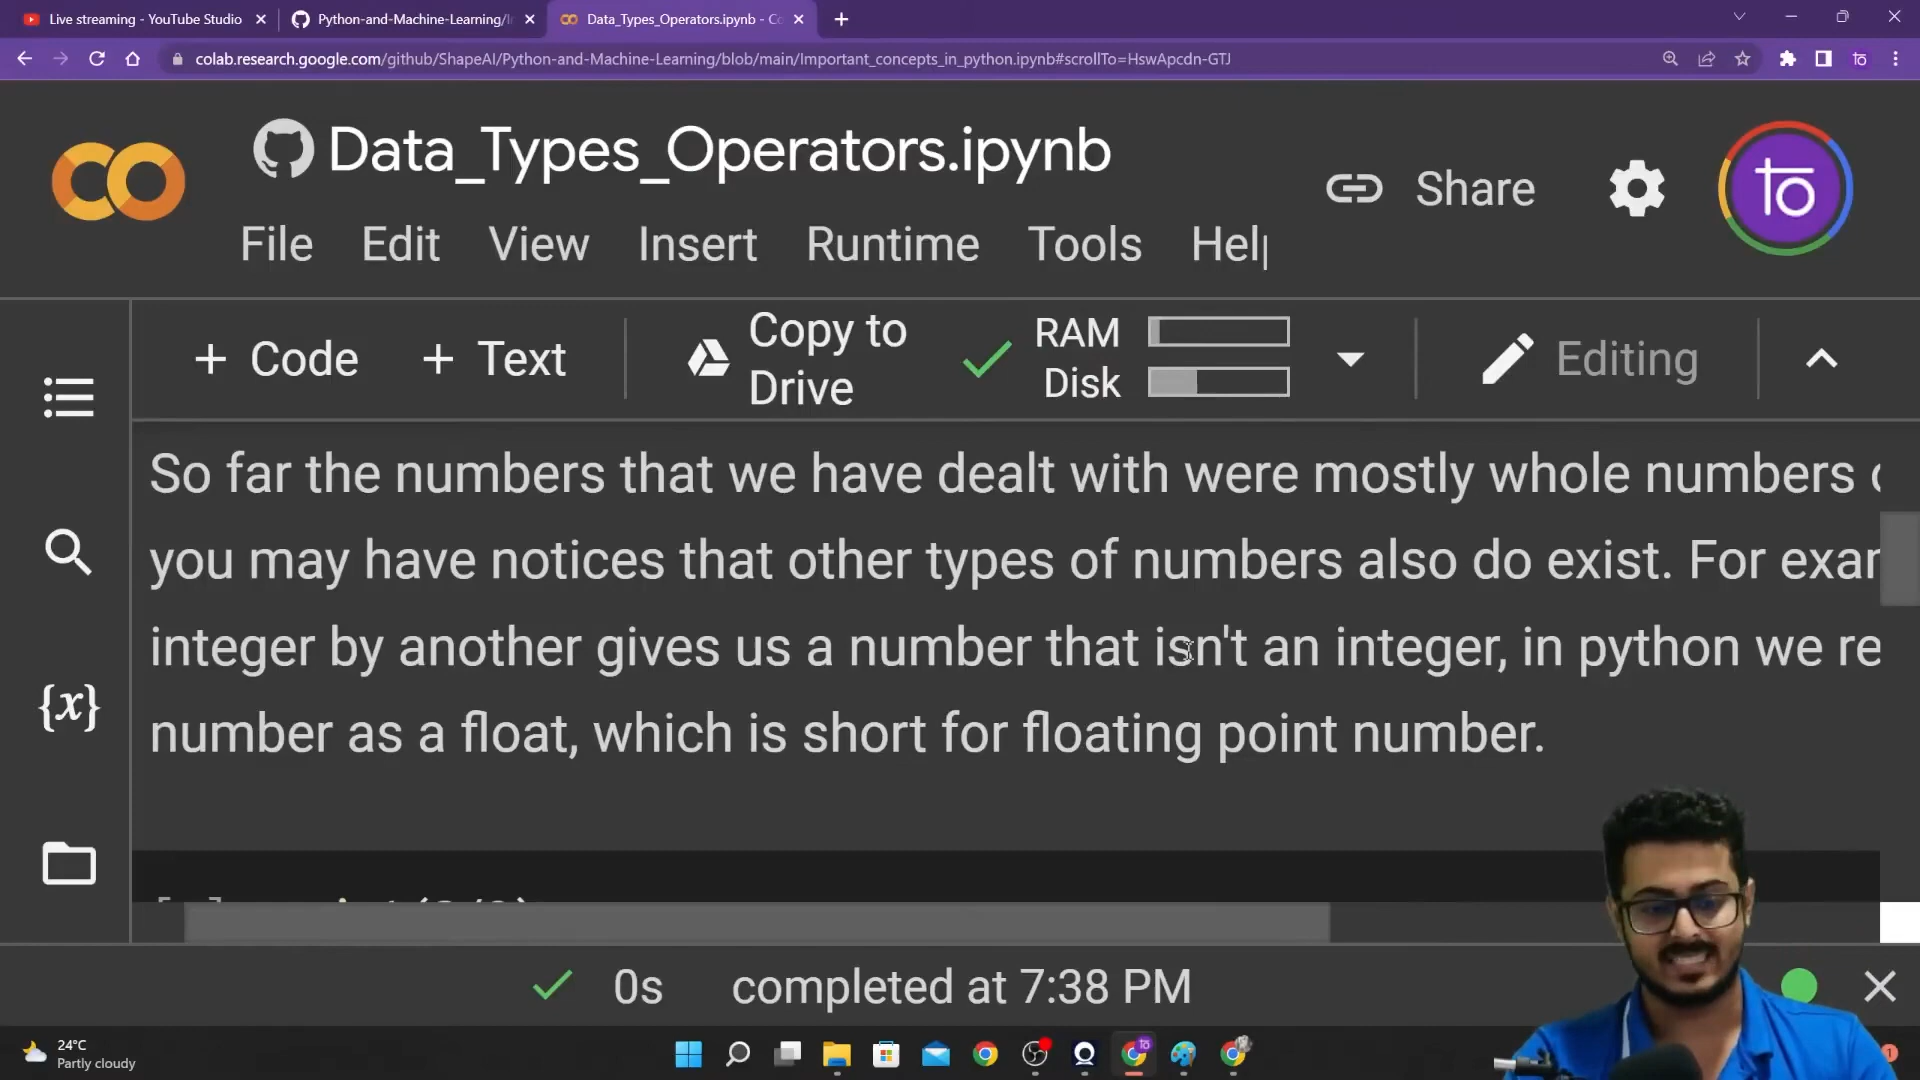 Live streaming - YouTube Studio
Python-and-Machine-Learning/
Data_Types_Operators.ipynb - Co
colab.research.google.com/github/ShapeAI/Python-and-Machine-Learning/blob/main/Important_concepts_in_python.ipynb#scrollTo=HswApcdn-GTJ
to
Data_Types_Operators.ipynb
Share
to
File Edit View Insert Runtime Tools Hel
+ Code + Text
Copy to
Drive
RAM
Disk
Editing
So far the numbers that we have dealt with were mostly whole numbers
you may have notices that other types of numbers also do exist. For exam
integer by another gives us a number that isn't an integer, in python we re
number as a float, which is short for floating point number.
{x}
0s completed at 7:38 PM
24°C
Partly cloudy
to
1